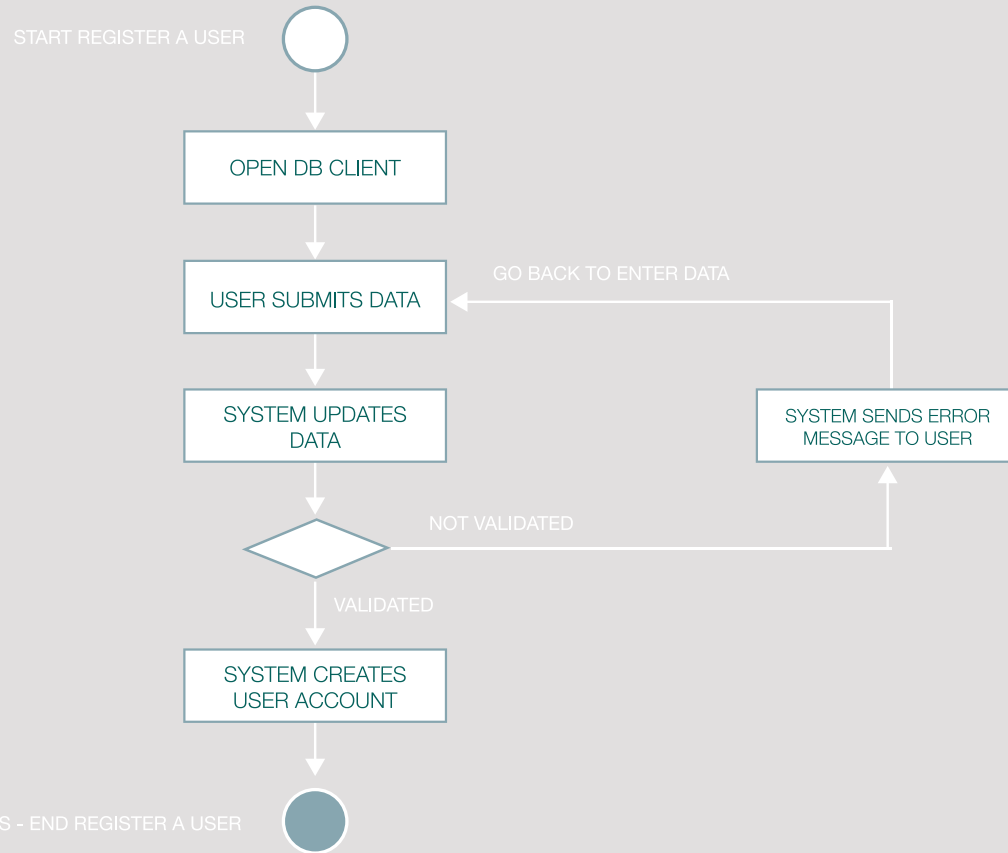 START REGISTER A USER
OPEN DB CLIENT
GO BACK TO ENTER DATA
USER SUBMITS DATA
SYSTEM UPDATES
DATA
SYSTEM SENDS ERROR
MESSAGE TO USER
NOT VALIDATED
VALIDATED
SYSTEM CREATES
USER ACCOUNT
- END REGISTER A USER